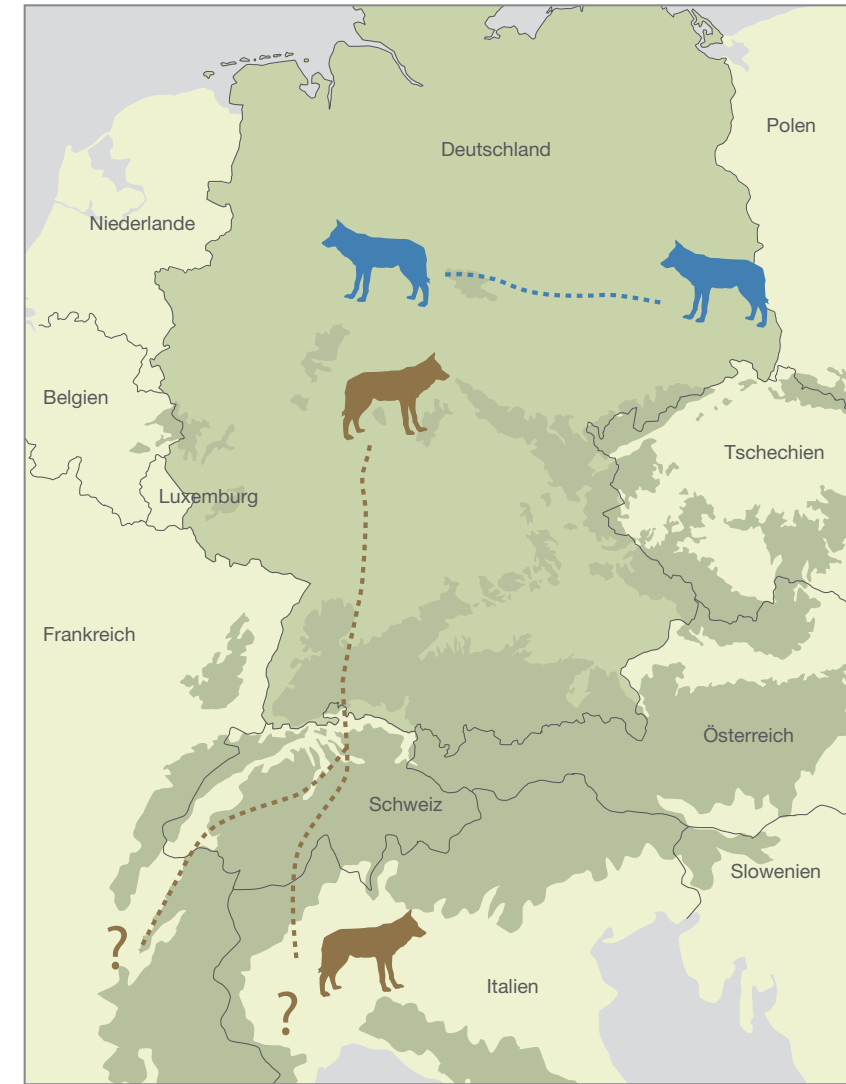 Polen
Deutschland
Niederlande
Belgien
Tschechien
Luxemburg
Frankreich
Österreich
Schweiz
Slowenien
?
Italien
?